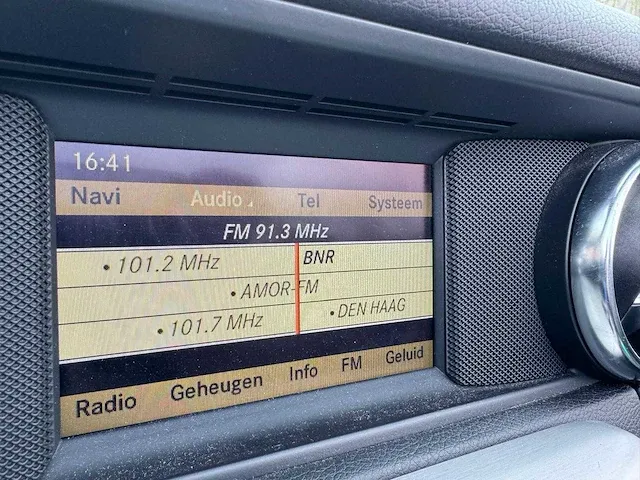 16:41
Navi Audio Tel Systeem
FM 91.3 MHz
• 101.2 MHz BNR
• AMOR-FM
• 101.7 MHz • DEN HAAG
Radio Geheugen Info FM Geluid